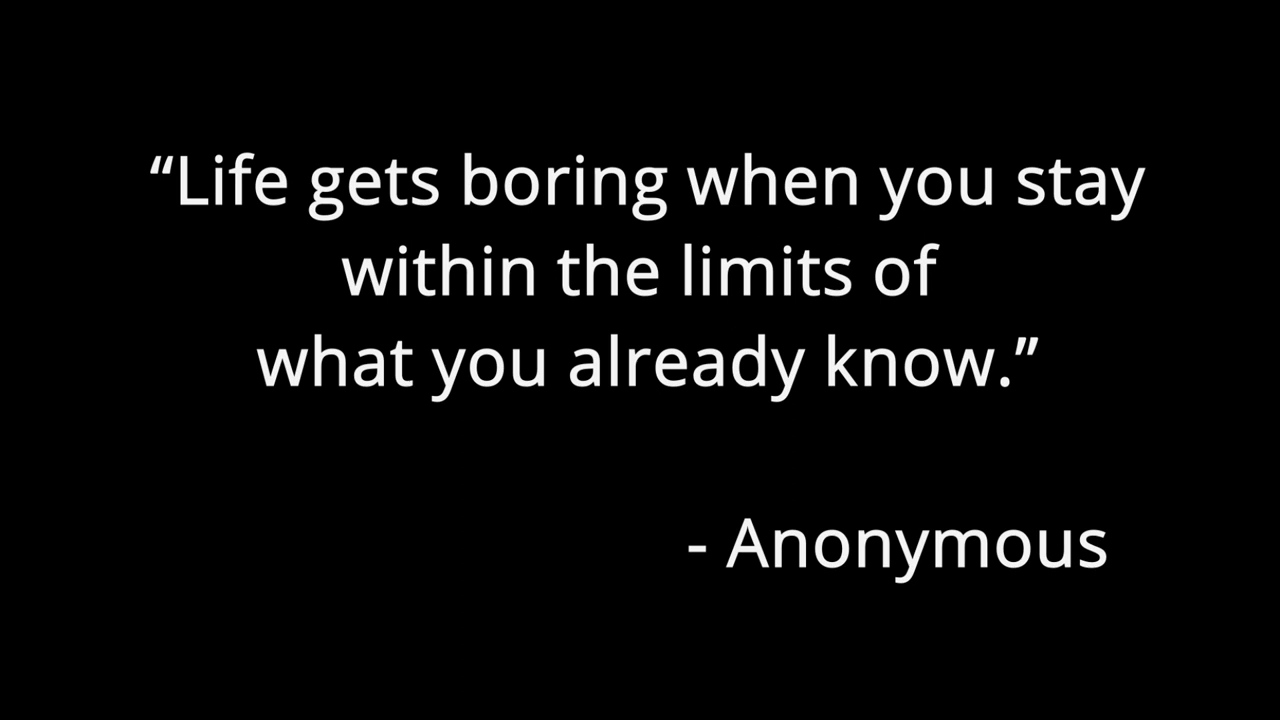 “Life gets boring when you stay
within the limits of
what you already know.”
- Anonymous